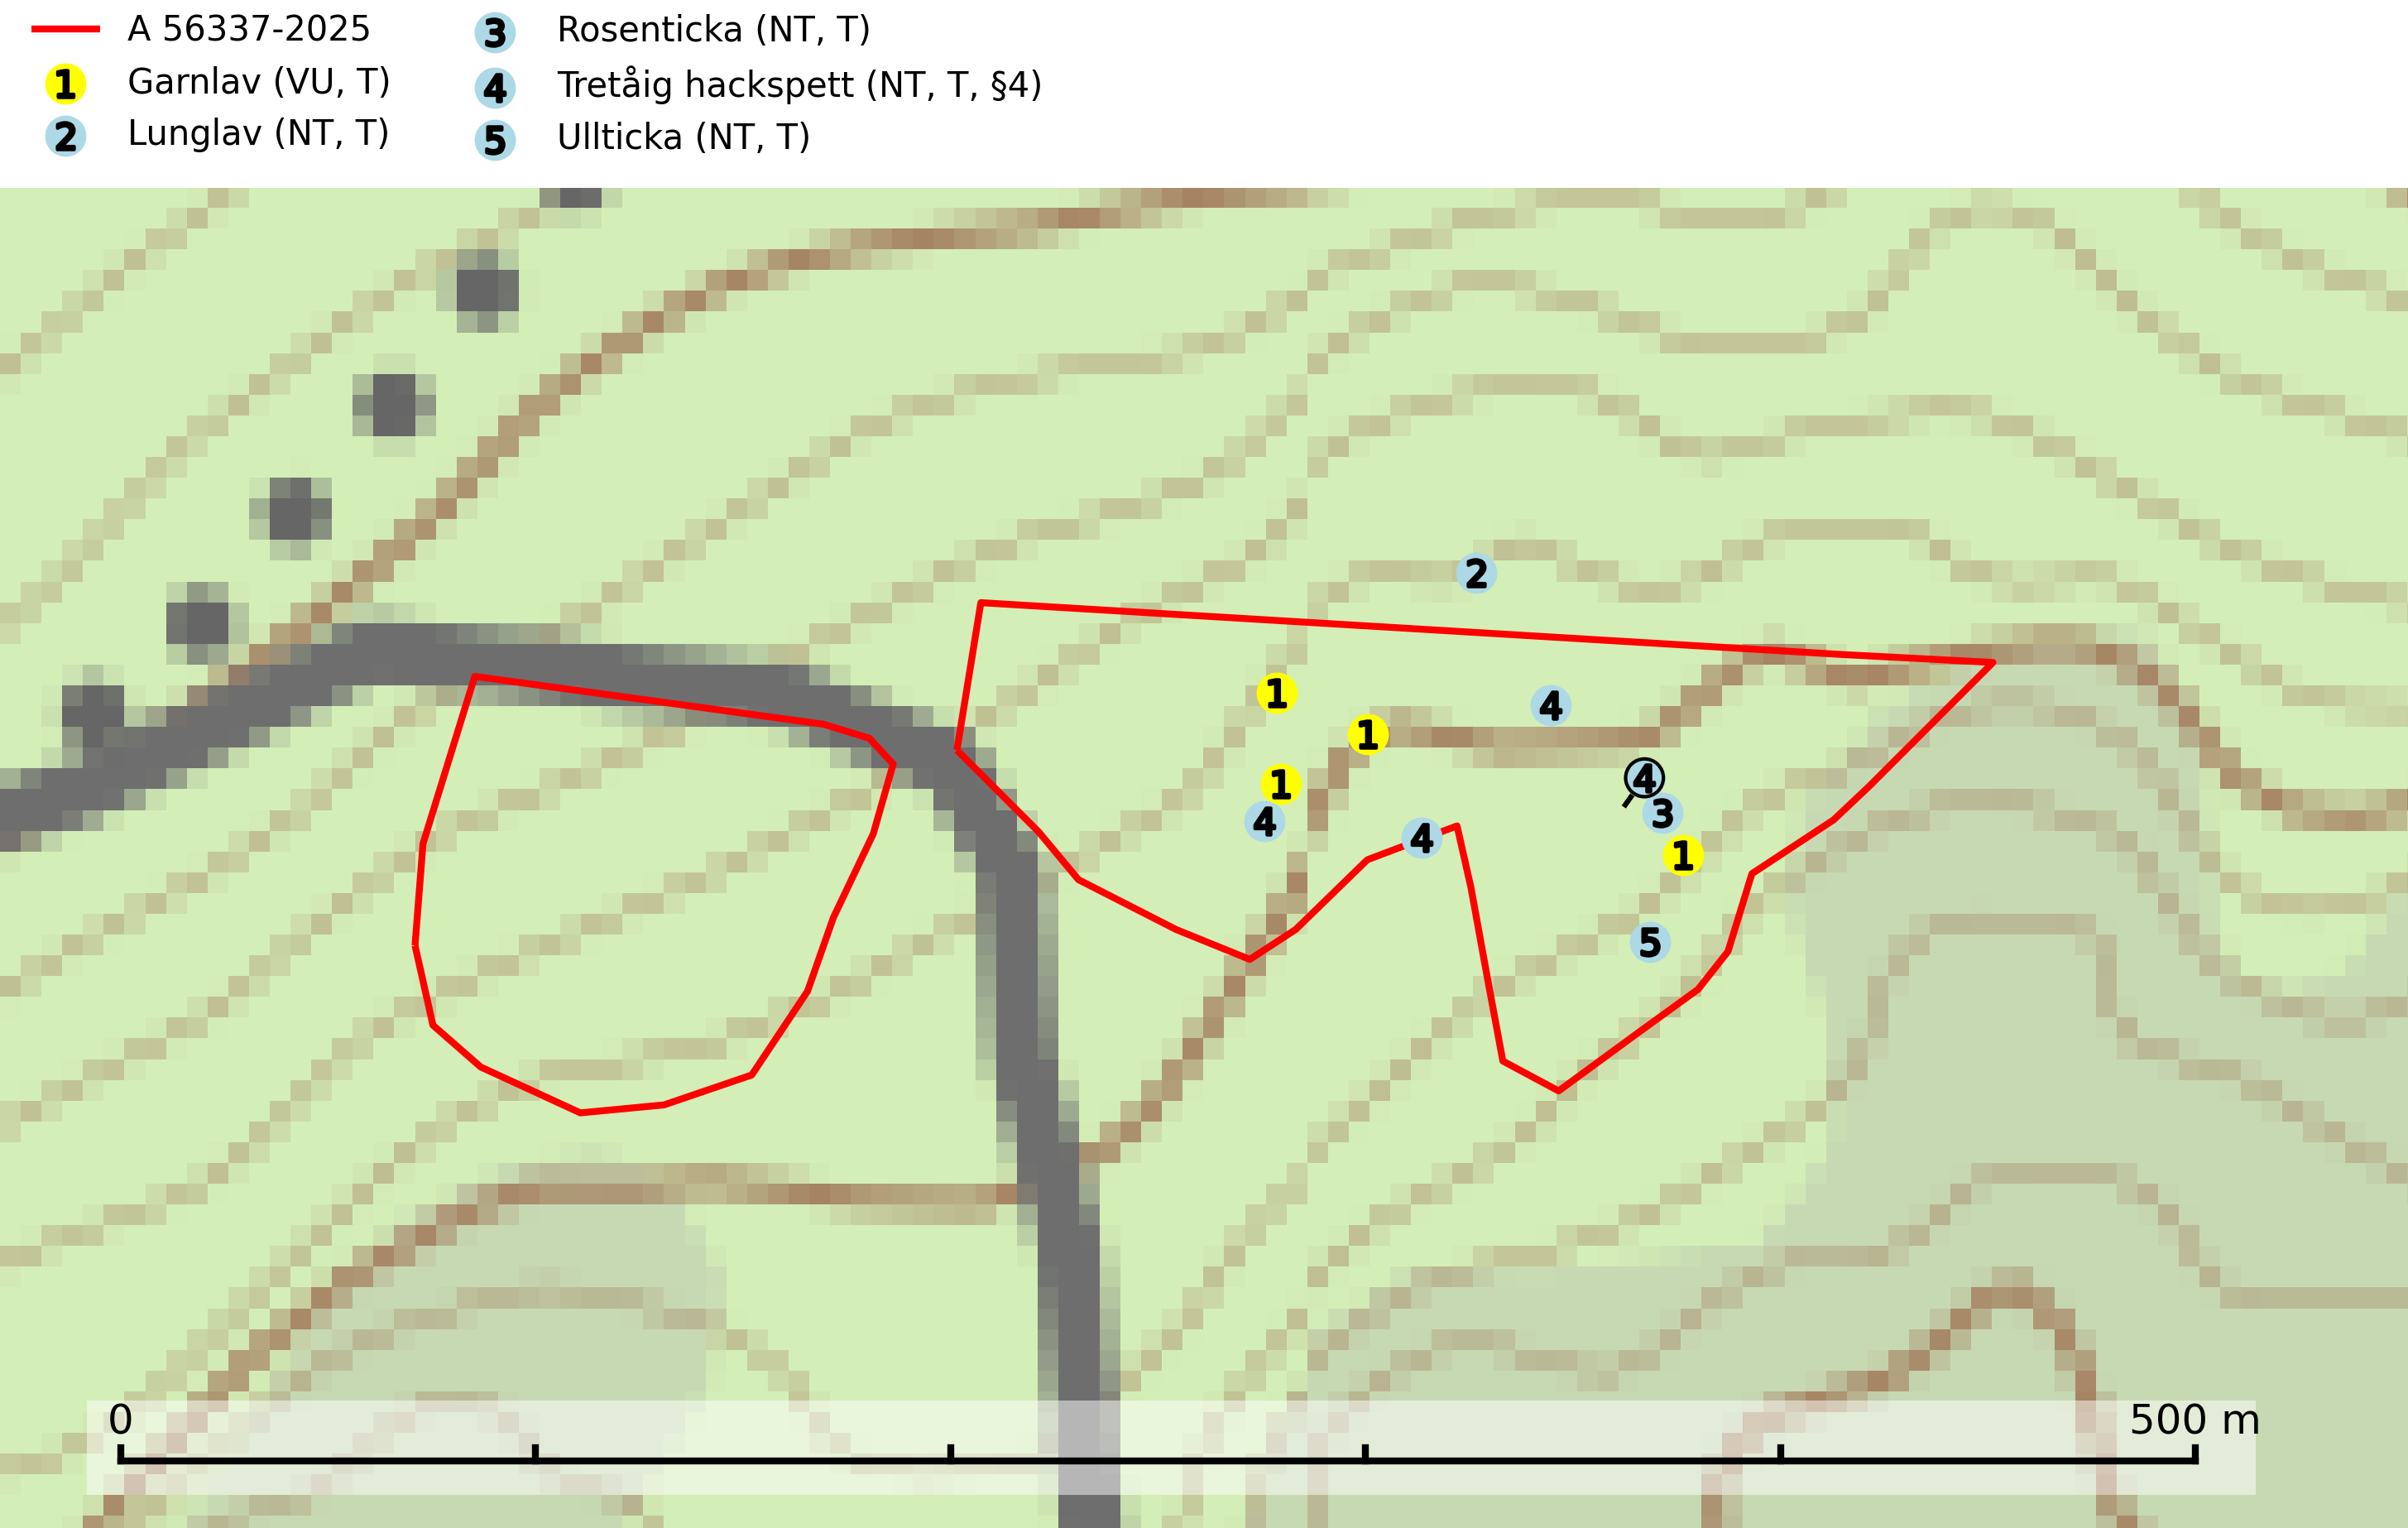 A 56337-2025
1 Garnlav (VU, T)
2 Lunglav (NT, T)
3 Rosenticka (NT, T)
4 Tretåig hackspett (NT, T, §4)
5 Ullticka (NT, T)
2
1
4
1
4
1
3
4
4
1
5
0 500 m